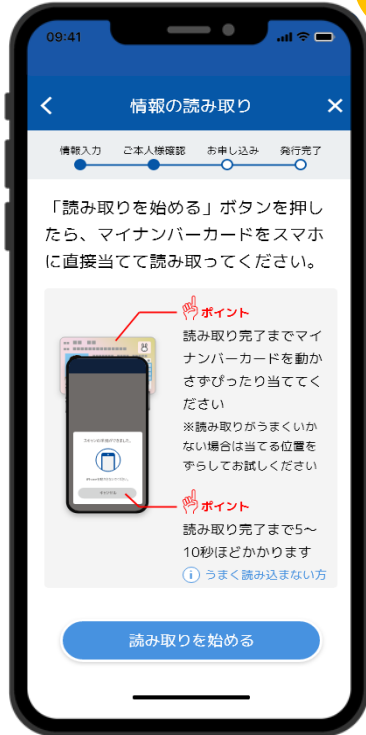 09:41
情報の読み取り
情報入力 ご本人様確認 お申し込み 発行完了
「読み取りを始める」ボタンを押し
たら、マイナンバーカードをスマホ
に直接当てて読み取ってください。
ポイント
読み取り完了までマイ
ナンバーカードを動か
さずぴったり当ててく
ださい
※読み取りがうまくいか
ない場合は当てる位置を
ずらしてお試しください
キャンセル
ポイント
読み取り完了まで5〜
10秒ほどかかります
うまく読み込まない方
読み取りを始める